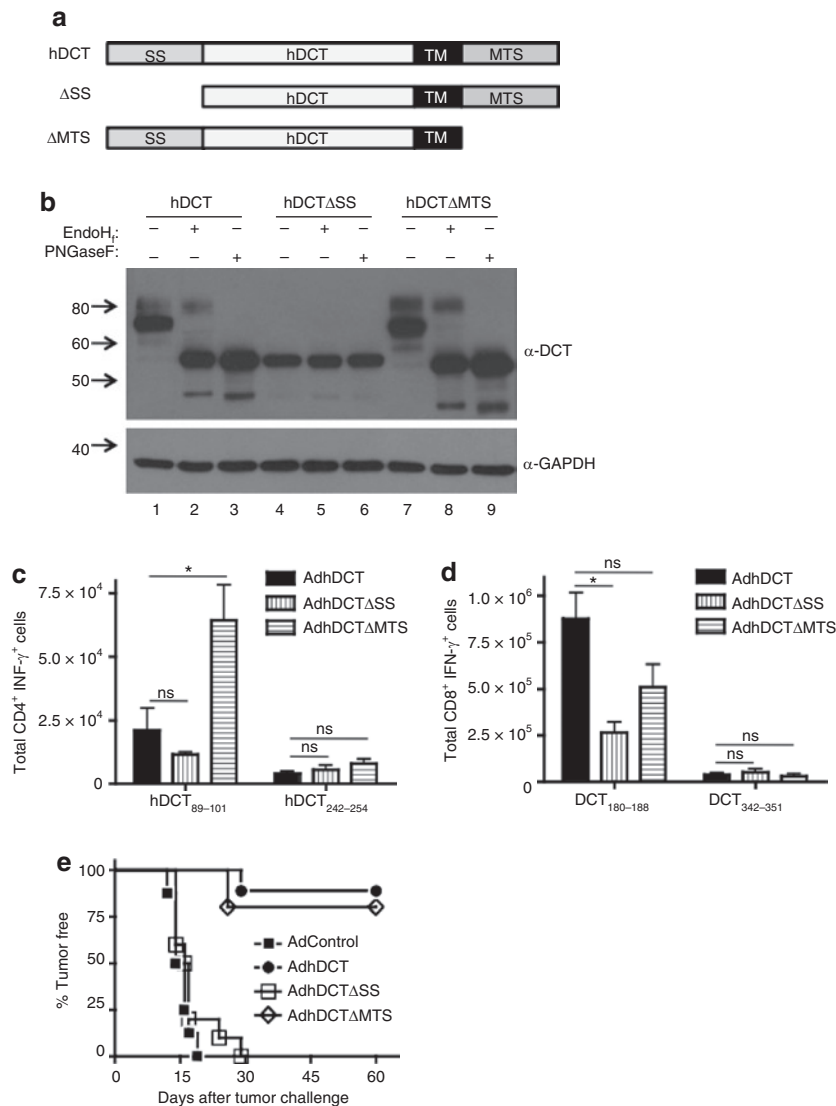 a
hDCT SS hDCT TM MTS
ΔSS hDCT TM MTS
ΔMTS SS hDCT TM
b hDCT hDCTΔSS hDCTΔMTS
EndoHf: – + – – + – – + –
PNGaseF: – – + – – + – – +
80
60
50
α-DCT
40
α-GAPDH
1 2 3 4 5 6 7 8 9
c
Total CD4+ INF-γ+ cells
7.5 × 10^4
5.0 × 10^4
2.5 × 10^4
0
*
ns
ns
ns
AdhDCT
AdhDCTΔSS
AdhDCTΔMTS
hDCT89–101 hDCT242–254
d
Total CD8+ IFN-γ+ cells
1.0 × 10^6
7.5 × 10^5
5.0 × 10^5
2.5 × 10^5
0
ns
*
ns
ns
AdhDCT
AdhDCTΔSS
AdhDCTΔMTS
DCT180–188 DCT342–351
e
% Tumor free
100
75
50
25
0
AdControl
AdhDCT
AdhDCTΔSS
AdhDCTΔMTS
0 15 30 45 60
Days after tumor challenge